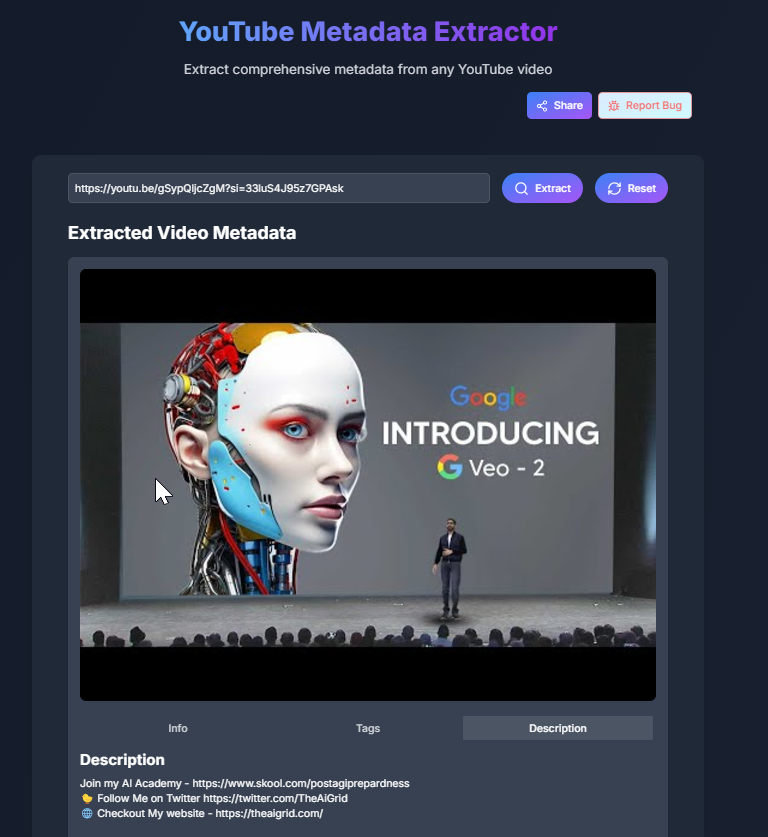 YouTube Metadata Extractor
Extract comprehensive metadata from any YouTube video
Share
Report Bug
https://youtu.be/gSypQljcZgM?si=33luS4J95z7GPAsk
Extract
Reset
Extracted Video Metadata
Google
INTRODUCING
G Veo - 2
Info
Tags
Description
Description
Join my AI Academy - https://www.skool.com/postagiprepardness
🐤 Follow Me on Twitter https://twitter.com/TheAiGrid
🌐 Checkout My website - https://theaigrid.com/